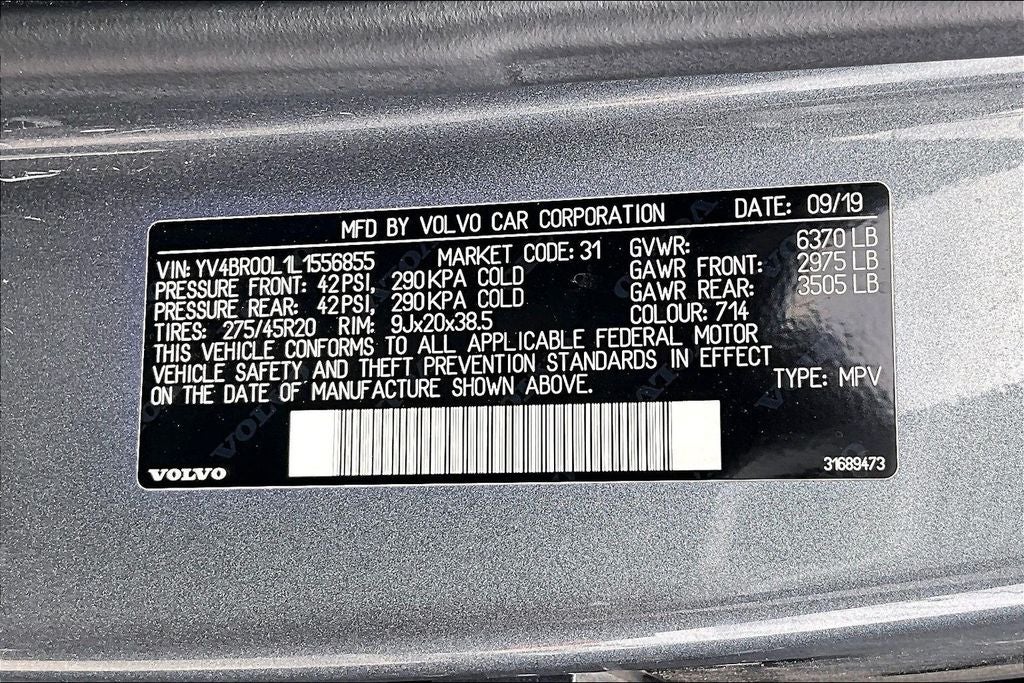 MFD BY VOLVO CAR CORPORATION DATE: 09/19
VIN: YV4BR00L1L1556855 MARKET CODE: 31 GVWR: 6370 LB
PRESSURE FRONT: 42PSI, 290KPA COLD GAWR FRONT: 2975 LB
PRESSURE REAR: 42PSI, 290KPA COLD GAWR REAR: 3505 LB
TIRES: 275/45R20 RIM: 9Jx20x38.5 COLOUR: 714
THIS VEHICLE CONFORMS TO ALL APPLICABLE FEDERAL MOTOR
VEHICLE SAFETY AND THEFT PREVENTION STANDARDS IN EFFECT
ON THE DATE OF MANUFACTURE SHOWN ABOVE. TYPE: MPV
VOLVO 31689473